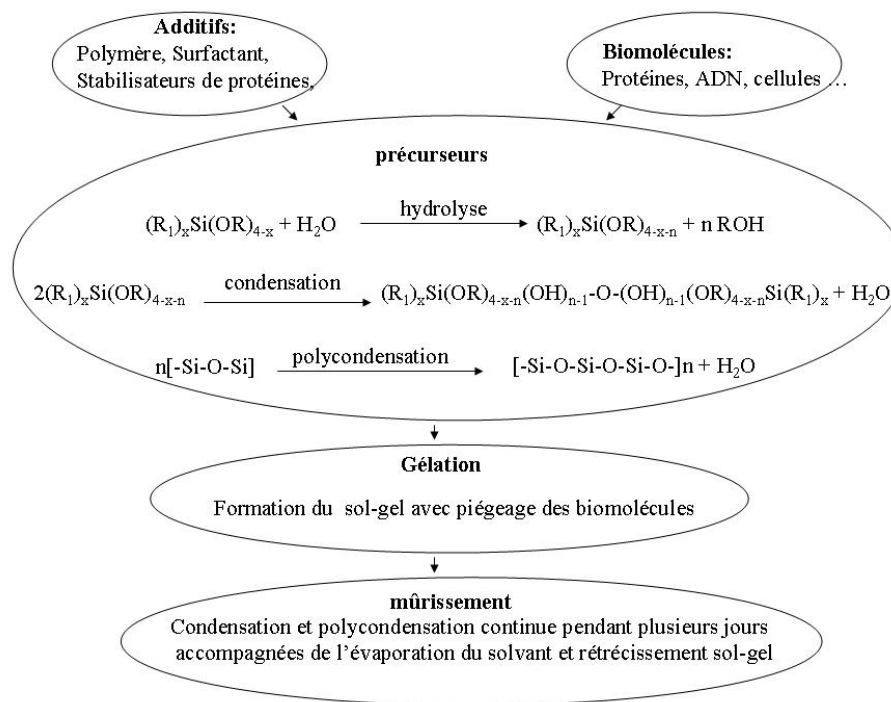 Additifs:
Polymère, Surfactant,
Stabilisateurs de protéines,
Biomolécules:
Protéines, ADN, cellules …
précurseurs
(R₁)ₓSi(OR)₄₋ₓ + H₂O hydrolyse (R₁)ₓSi(OR)₄₋ₓ₋ₙ + n ROH
2(R₁)ₓSi(OR)₄₋ₓ₋ₙ condensation (R₁)ₓSi(OR)₄₋ₓ₋ₙ(OH)ₙ₋₁-O-(OH)ₙ₋₁(OR)₄₋ₓ₋ₙSi(R₁)ₓ + H₂O
n[-Si-O-Si] polycondensation [-Si-O-Si-O-Si-O-]n + H₂O
Gélation
Formation du sol-gel avec piégeage des biomolécules
mûrissement
Condensation et polycondensation continue pendant plusieurs jours
accompagnées de l'évaporation du solvant et rétrécissement sol-gel